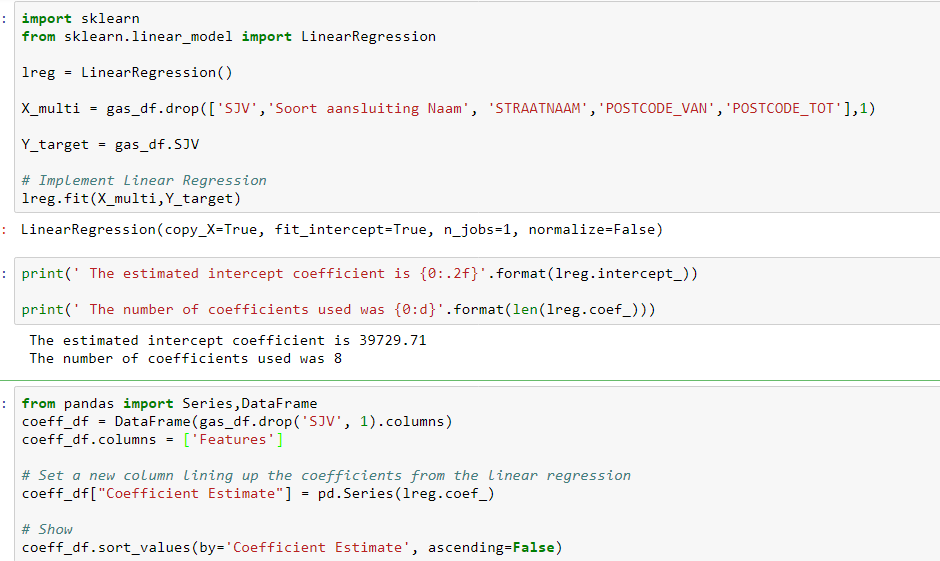 : import sklearn
from sklearn.linear_model import LinearRegression
lreg = LinearRegression()
X_multi = gas_df.drop(['SJV','Soort aansluiting Naam', 'STRAATNAAM','POSTCODE_VAN','POSTCODE_TOT'],1)
Y_target = gas_df.SJV
# Implement Linear Regression
lreg.fit(X_multi,Y_target)
: LinearRegression(copy_X=True, fit_intercept=True, n_jobs=1, normalize=False)
: print(' The estimated intercept coefficient is {0:.2f}'.format(lreg.intercept_))
print(' The number of coefficients used was {0:d}'.format(len(lreg.coef_)))
The estimated intercept coefficient is 39729.71
The number of coefficients used was 8
: from pandas import Series,DataFrame
coeff_df = DataFrame(gas_df.drop('SJV', 1).columns)
coeff_df.columns = ['Features']
# Set a new column lining up the coefficients from the linear regression
coeff_df["Coefficient Estimate"] = pd.Series(lreg.coef_)
# Show
coeff_df.sort_values(by='Coefficient Estimate', ascending=False)